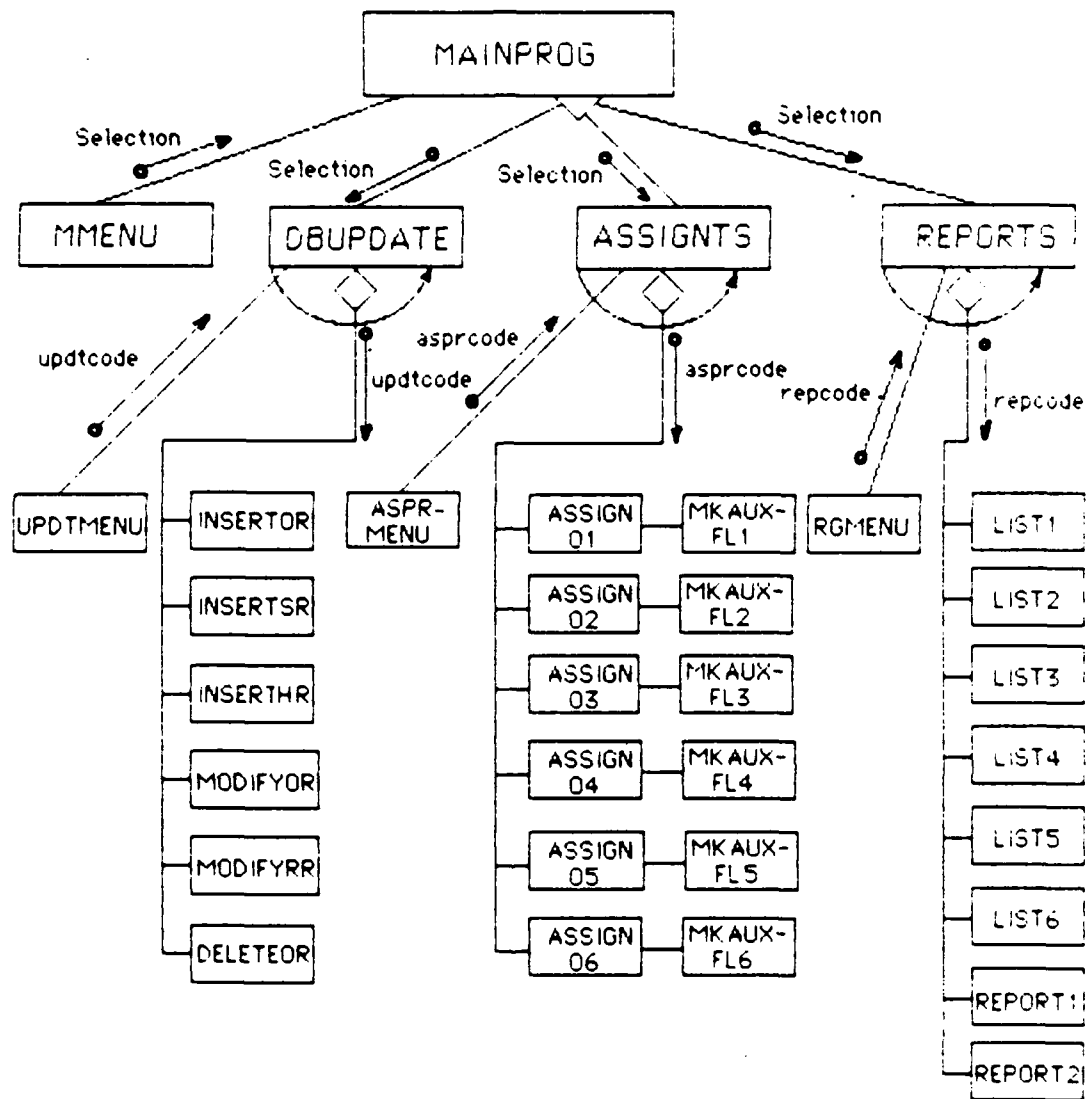 MAINPROG
Selection
Selection
Selection
Selection
MMENU
DBUPDATE
ASSIGNTS
REPORTS
updtcode
updtcode
asprcode
asprcode
repcode
repcode
UPDTMENU
INSERTOR
INSERTSR
INSERTHR
MODIFYOR
MODIFYRR
DELETEOR
ASPR-
MENU
ASSIGN
01
MKAUX-
FL1
ASSIGN
02
MKAUX-
FL2
ASSIGN
03
MKAUX-
FL3
ASSIGN
04
MKAUX-
FL4
ASSIGN
05
MKAUX-
FL5
ASSIGN
06
MKAUX-
FL6
RGMENU
LIST1
LIST2
LIST3
LIST4
LIST5
LIST6
REPORT1
REPORT2